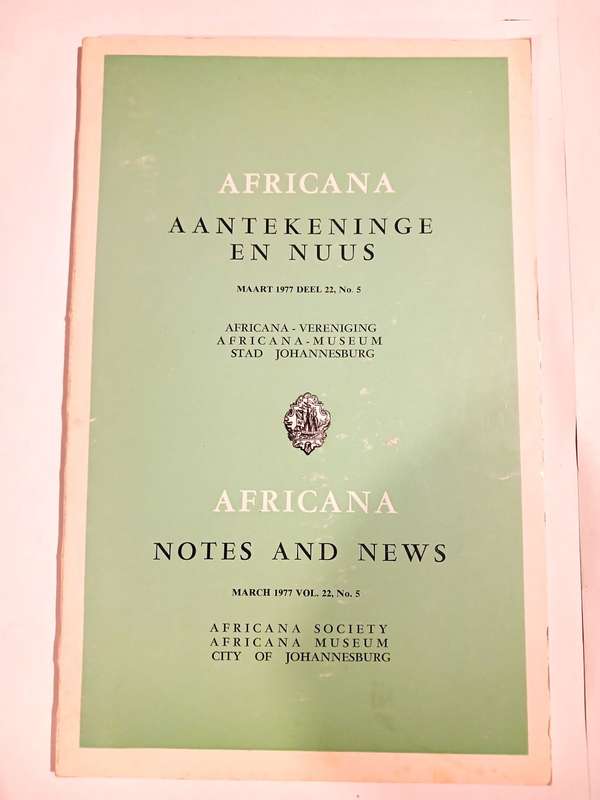 AFRICANA
AANTEKENINGE
EN NUUS
MAART 1977 DEEL 22, No. 5
AFRICANA - VERENIGING
AFRICANA - MUSEUM
STAD JOHANNESBURG
AFRICANA
NOTES AND NEWS
MARCH 1977 VOL. 22, No. 5
AFRICANA SOCIETY
AFRICANA MUSEUM
CITY OF JOHANNESBURG